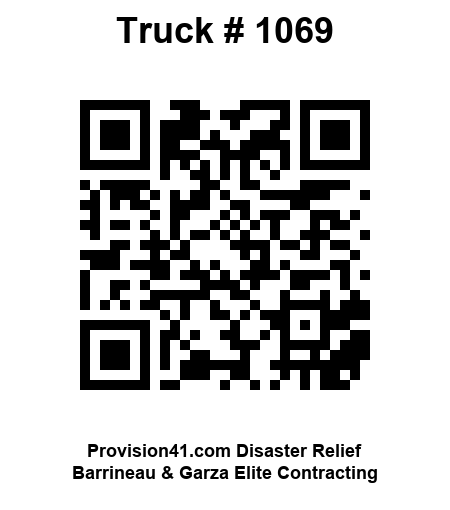 Truck # 1069
Provision41.com Disaster Relief
Barrineau & Garza Elite Contracting